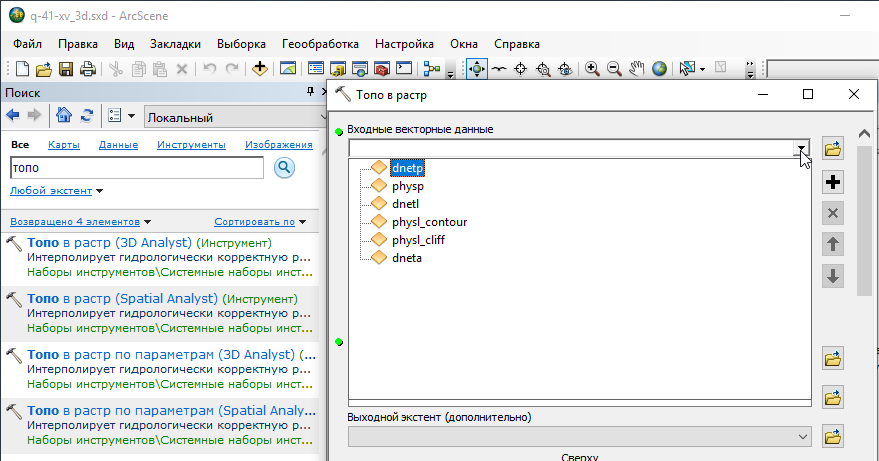 q-41-xv_3d.sxd - ArcScene
Файл Правка Вид Закладки Выборка Геообработка Настройка Окна Справка
Поиск
Локальный
Все Карты Данные Инструменты Изображения
топо
Любой экстент
Возвращено 4 элементов Сортировать по
Топо в растр (3D Analyst) (Инструмент)
Интерполирует гидрологически корректную р...
Наборы инструментов\Системные наборы инст...
Топо в растр (Spatial Analyst) (Инструмент)
Интерполирует гидрологически корректную р...
Наборы инструментов\Системные наборы инст...
Топо в растр по параметрам (3D Analyst) (...
Интерполирует гидрологически корректную р...
Наборы инструментов\Системные наборы инст...
Топо в растр по параметрам (Spatial Analy...
Интерполирует гидрологически корректную р...
Наборы инструментов\Системные наборы инст...
Топо в растр
Входные векторные данные
dnetp
physp
dnetl
physl_contour
physl_cliff
dneta
Выходной экстент (дополнительно)
Сверху